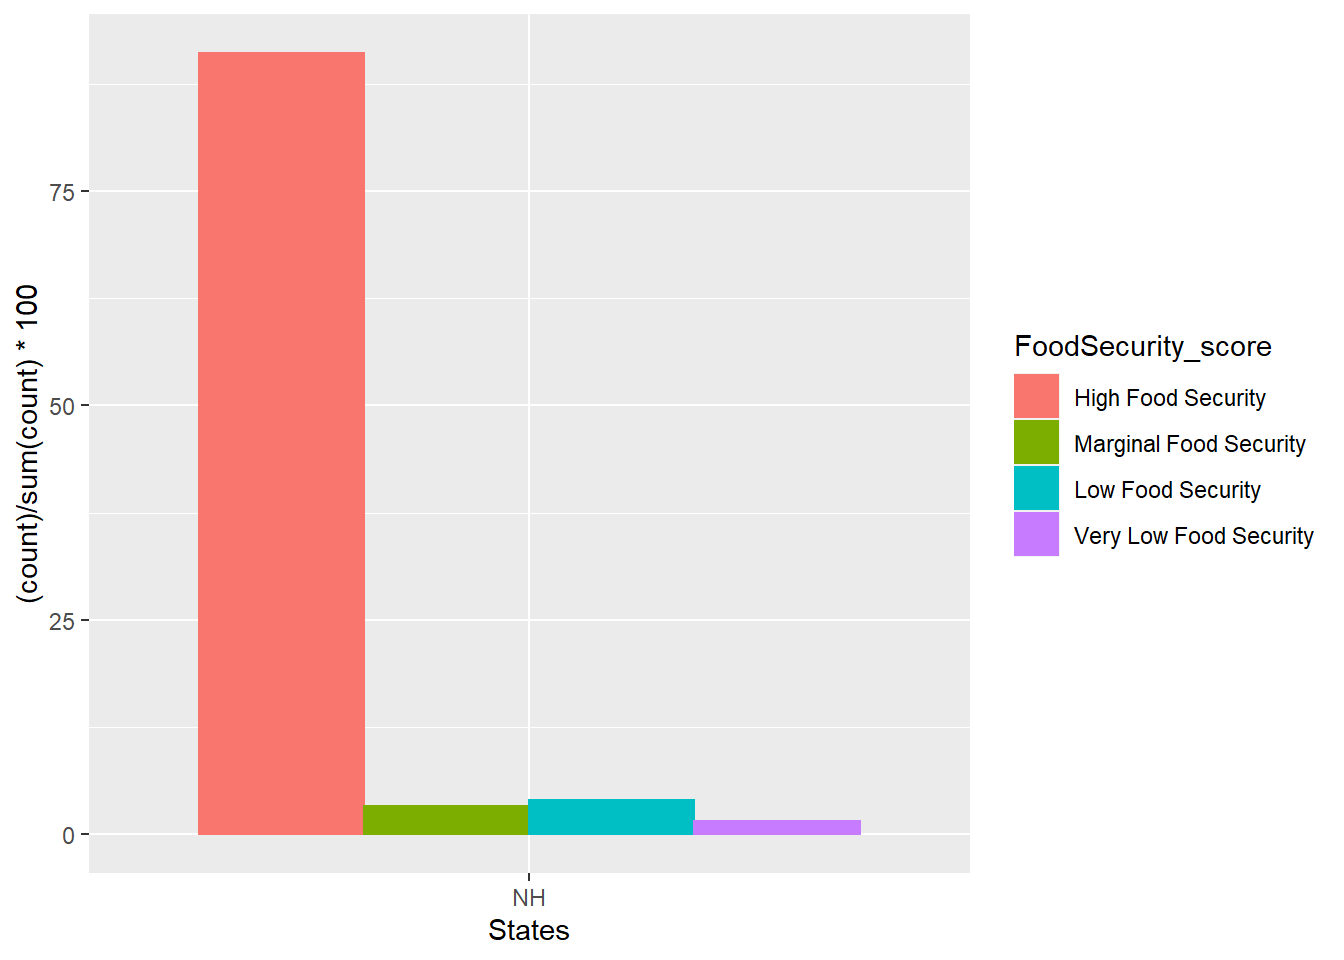 (count)/sum(count) * 100
75
50
25
0
NH
States
FoodSecurity_score
High Food Security
Marginal Food Security
Low Food Security
Very Low Food Security